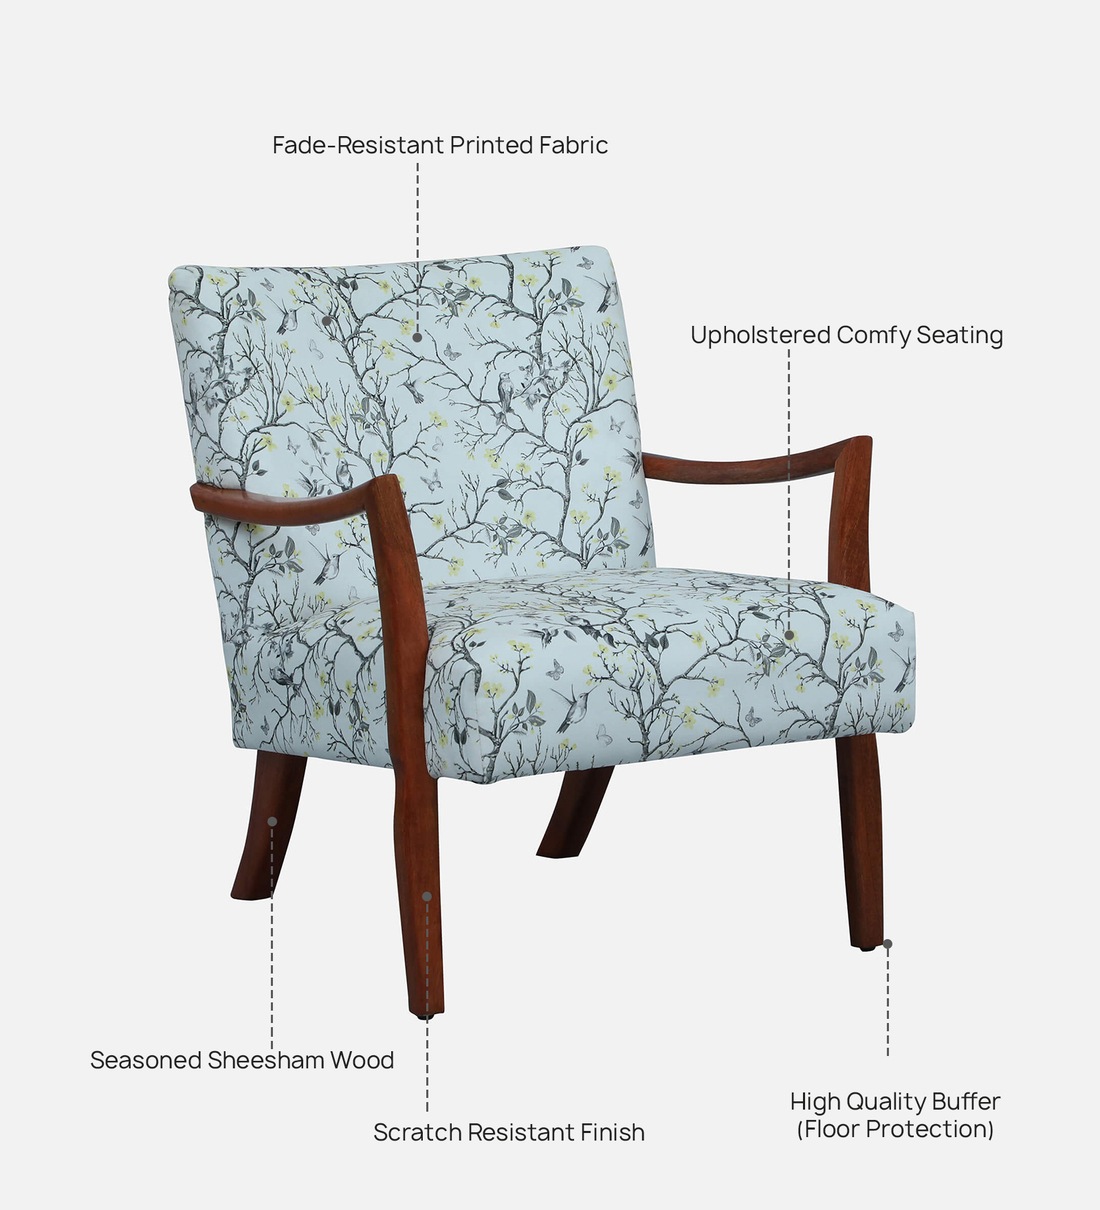 Fade-Resistant Printed Fabric
Upholstered Comfy Seating
Seasoned Sheesham Wood
High Quality Buffer
(Floor Protection)
Scratch Resistant Finish